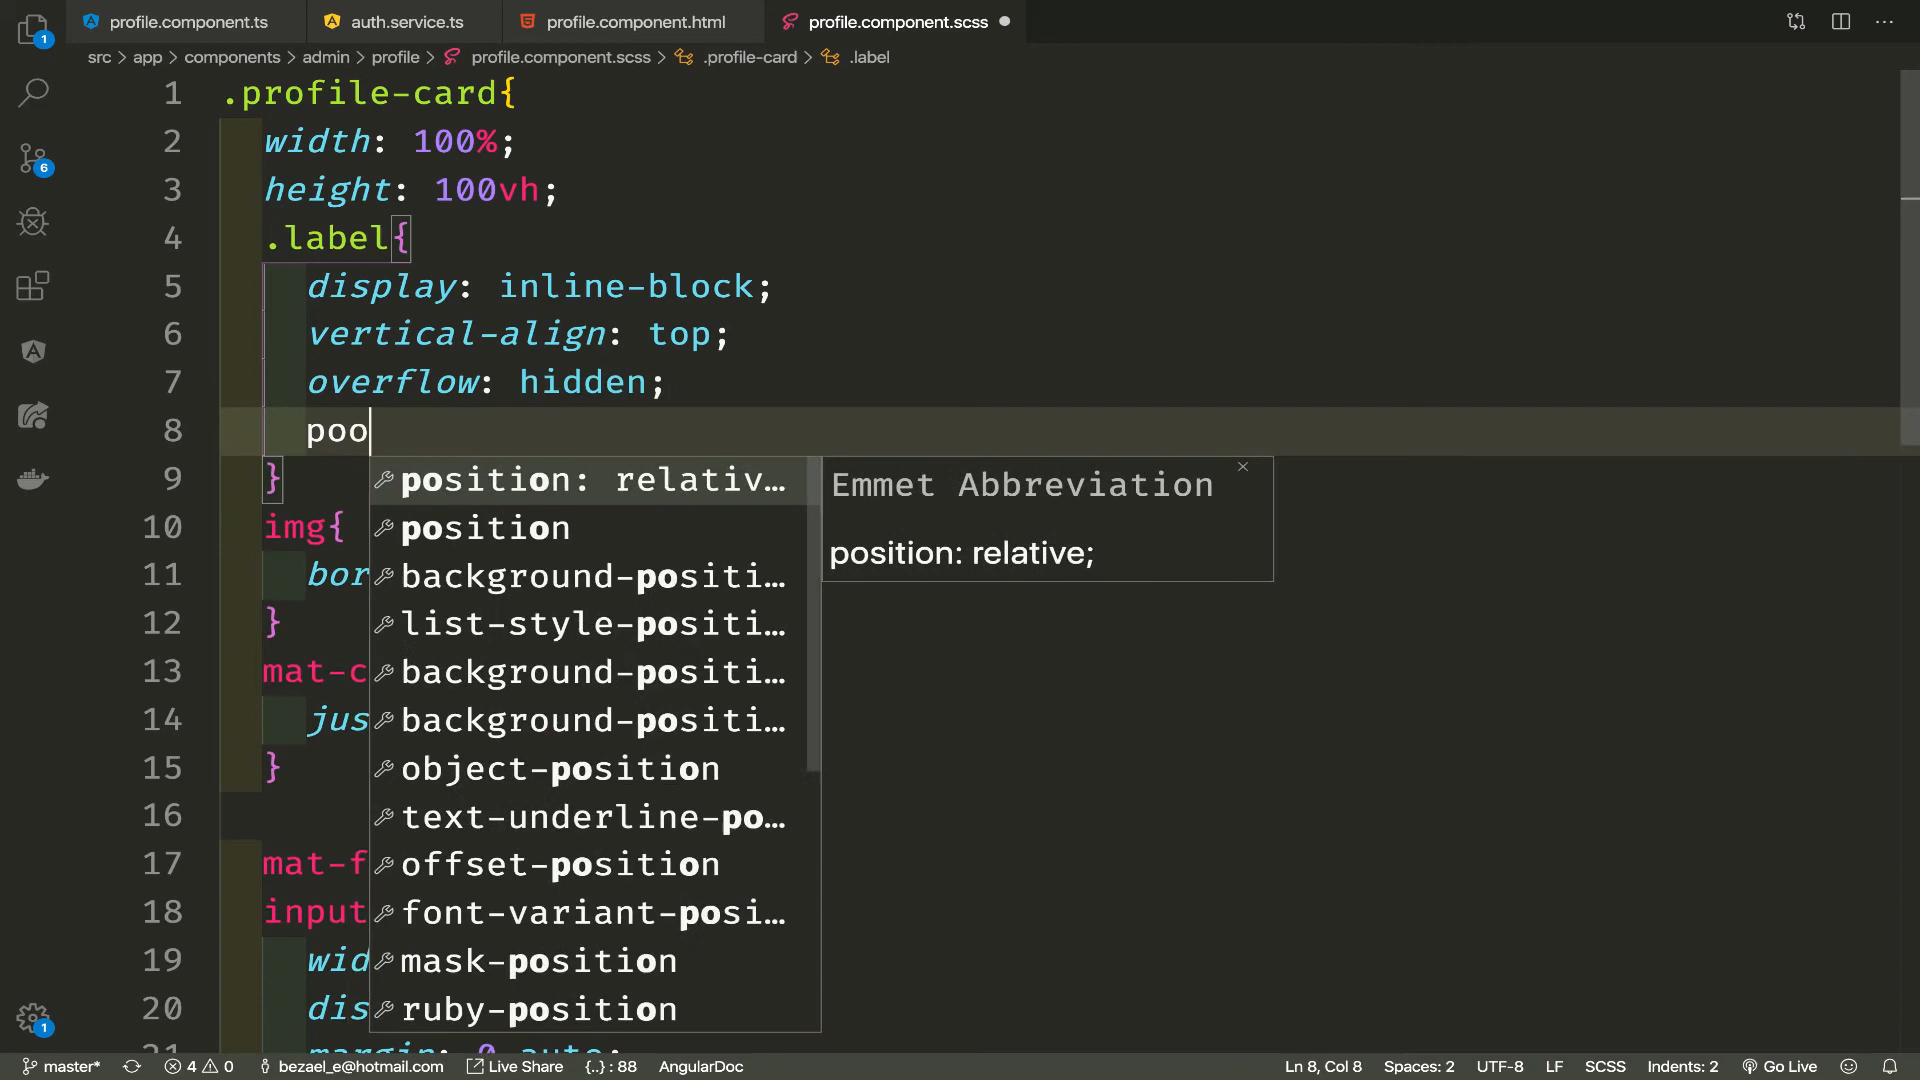 profile.component.ts
auth.service.ts
profile.component.html
profile.component.scss
src > app > components > admin > profile > profile.component.scss > .profile-card > .label
1 .profile-card{
2 width: 100%;
3 height: 100vh;
4 .label{
5 display: inline-block;
6 vertical-align: top;
7 overflow: hidden;
8 poo
9 }
10 img{
11 bor
12 }
13 mat-c
14 jus
15 }
16
17 mat-f
18 input
19 wid
20 dis
21 margin: 0 auto;
position: relativ…
position
background-positi…
list-style-positi…
background-positi…
background-positi…
object-position
text-underline-po…
offset-position
font-variant-posi…
mask-position
ruby-position
Emmet Abbreviation
position: relative;
1
6
1
master* 4 0 bezael_e@hotmail.com Live Share {..} : 88 AngularDoc Ln 8, Col 8 Spaces: 2 UTF-8 LF SCSS Indents: 2 Go Live